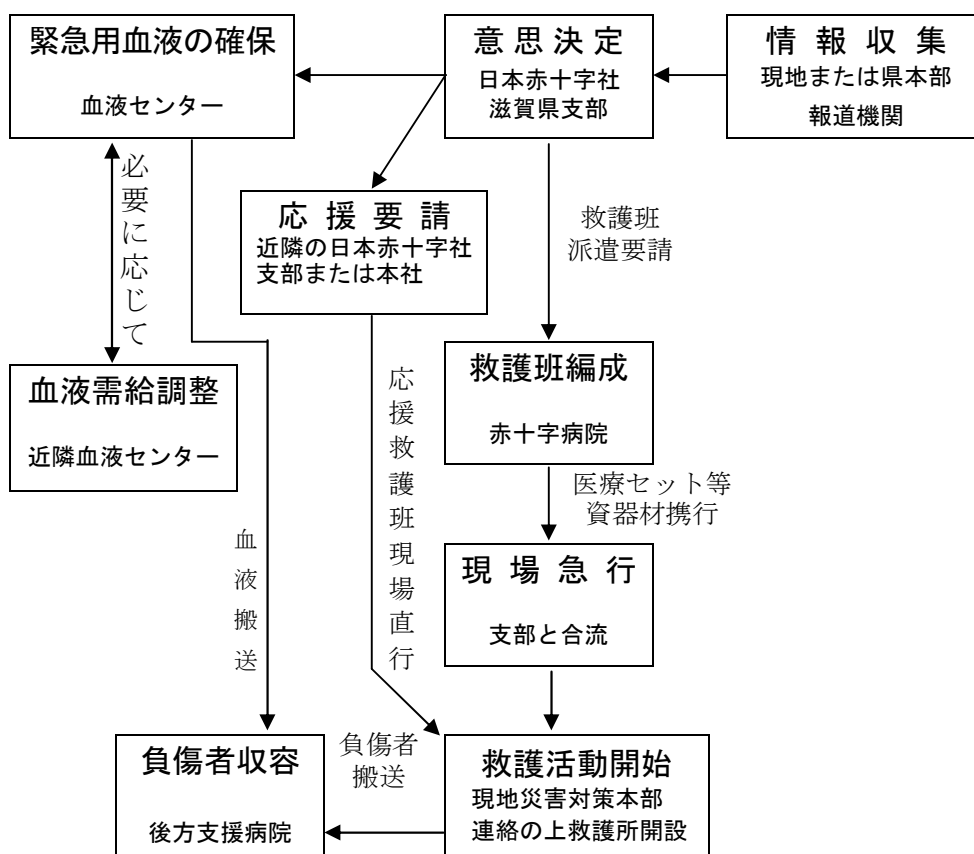 緊急用血液の確保
血液センター
意思決定
日本赤十字社
滋賀県支部
情報収集
現地または県本部
報道機関
必要に応じて
応援要請
近隣の日本赤十字社
支部または本社
救護班
派遣要請
血液需給調整
近隣血液センター
応援救護班現場直行
救護班編成
赤十字病院
医療セット等
資器材携行
血液搬送
現場急行
支部と合流
負傷者収容
後方支援病院
負傷者
搬送
救護活動開始
現地災害対策本部
連絡の上救護所開設